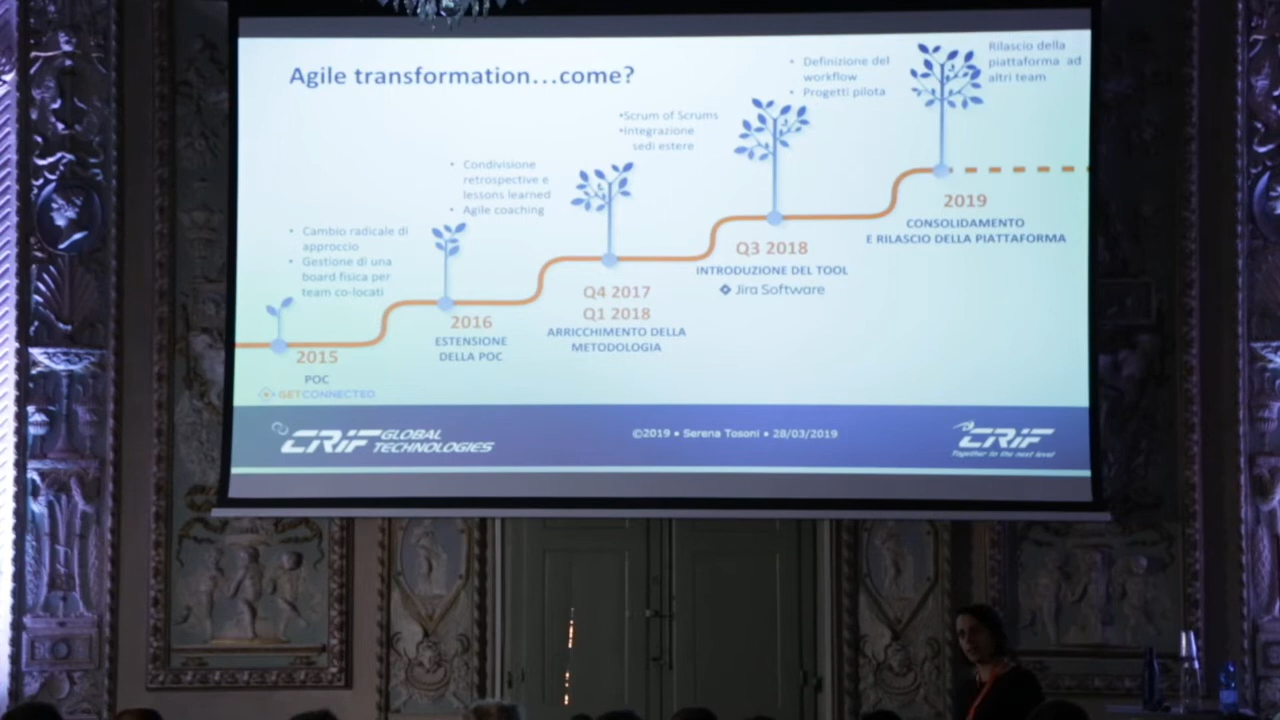 Agile transformation...come?
• Cambio radicale di
approccio
• Gestione di una
board fisica per
team co-locati
2015
POC
GETCONNECTED
• Condivisione
retrospective e
lessons learned
• Agile coaching
2016
ESTENSIONE
DELLA POC
•Scrum of Scrums
•Integrazione
sedi estere
Q4 2017
Q1 2018
ARRICCHIMENTO DELLA
METODOLOGIA
• Definizione del
workflow
• Progetti pilota
Q3 2018
INTRODUZIONE DEL TOOL
Jira Software
Rilascio della
piattaforma ad
altri team
2019
CONSOLIDAMENTO
E RILASCIO DELLA PIATTAFORMA
CRIF GLOBAL
TECHNOLOGIES
©2019 • Serena Tosoni • 28/03/2019
CRIF
Together to the next level